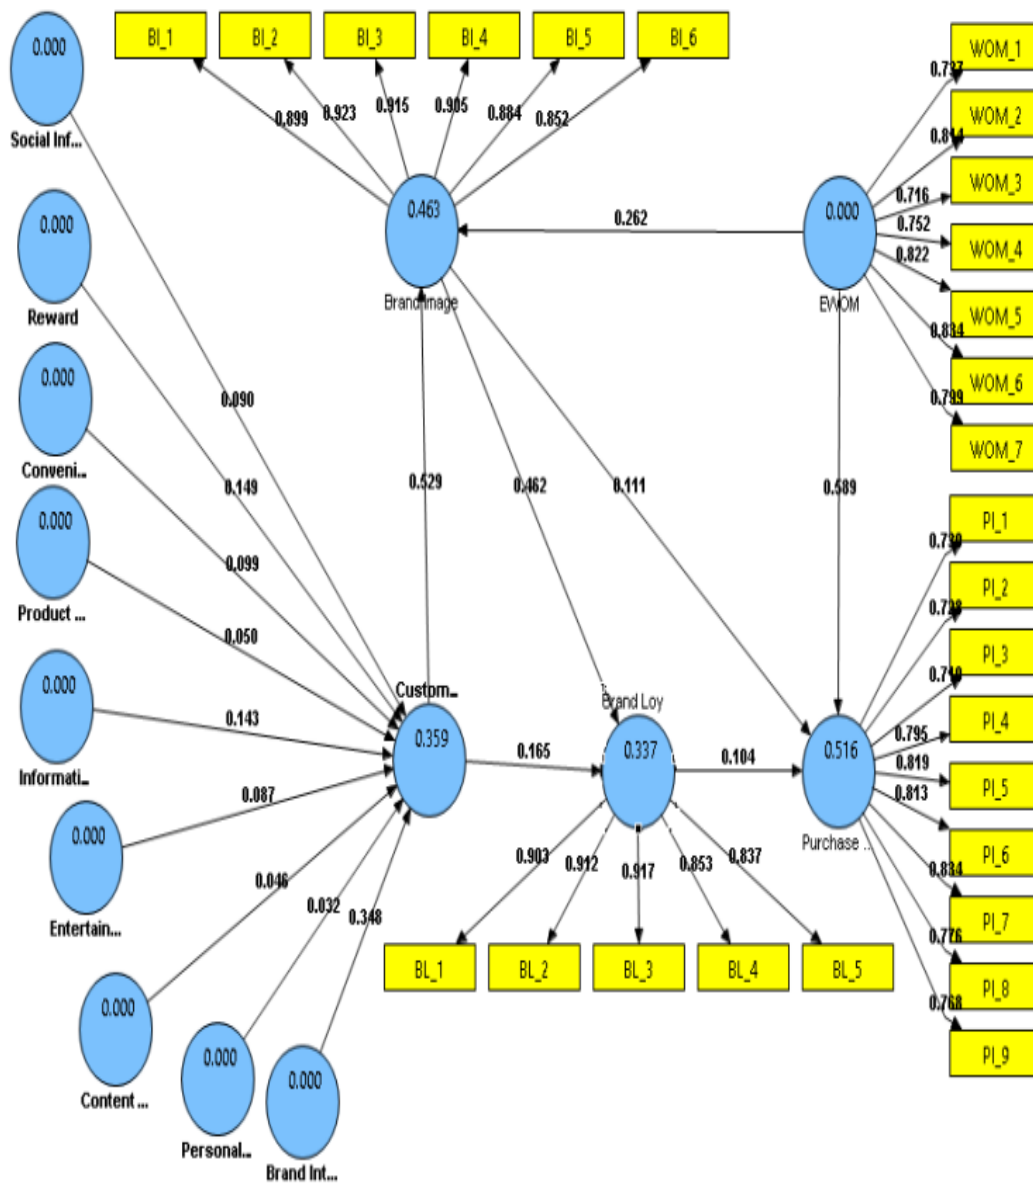 BI_1
BI_2
BI_3
BI_4
BI_5
BI_6
0.899
0.923
0.915
0.905
0.884
0.852
WOM_1
WOM_2
WOM_3
WOM_4
WOM_5
WOM_6
WOM_7
0.737
0.814
0.716
0.752
0.822
0.834
0.799
0.000
Social Inf...
0.000
Reward
0.000
Conveni...
0.000
Product ...
0.000
Informati...
0.000
Entertain...
0.000
Content ...
0.000
Personal...
0.000
Brand Int...
0.090
0.149
0.099
0.050
0.143
0.087
0.046
0.032
0.348
0.463
Brand Image
0.262
0.000
EWOM
0.529
0.462
0.111
0.589
Custom...
0.359
0.165
Brand Loy
0.337
0.104
0.516
Purchase ...
0.903
0.912
0.917
0.853
0.837
BL_1
BL_2
BL_3
BL_4
BL_5
0.730
0.728
0.710
0.795
0.819
0.813
0.834
0.776
0.768
PI_1
PI_2
PI_3
PI_4
PI_5
PI_6
PI_7
PI_8
PI_9